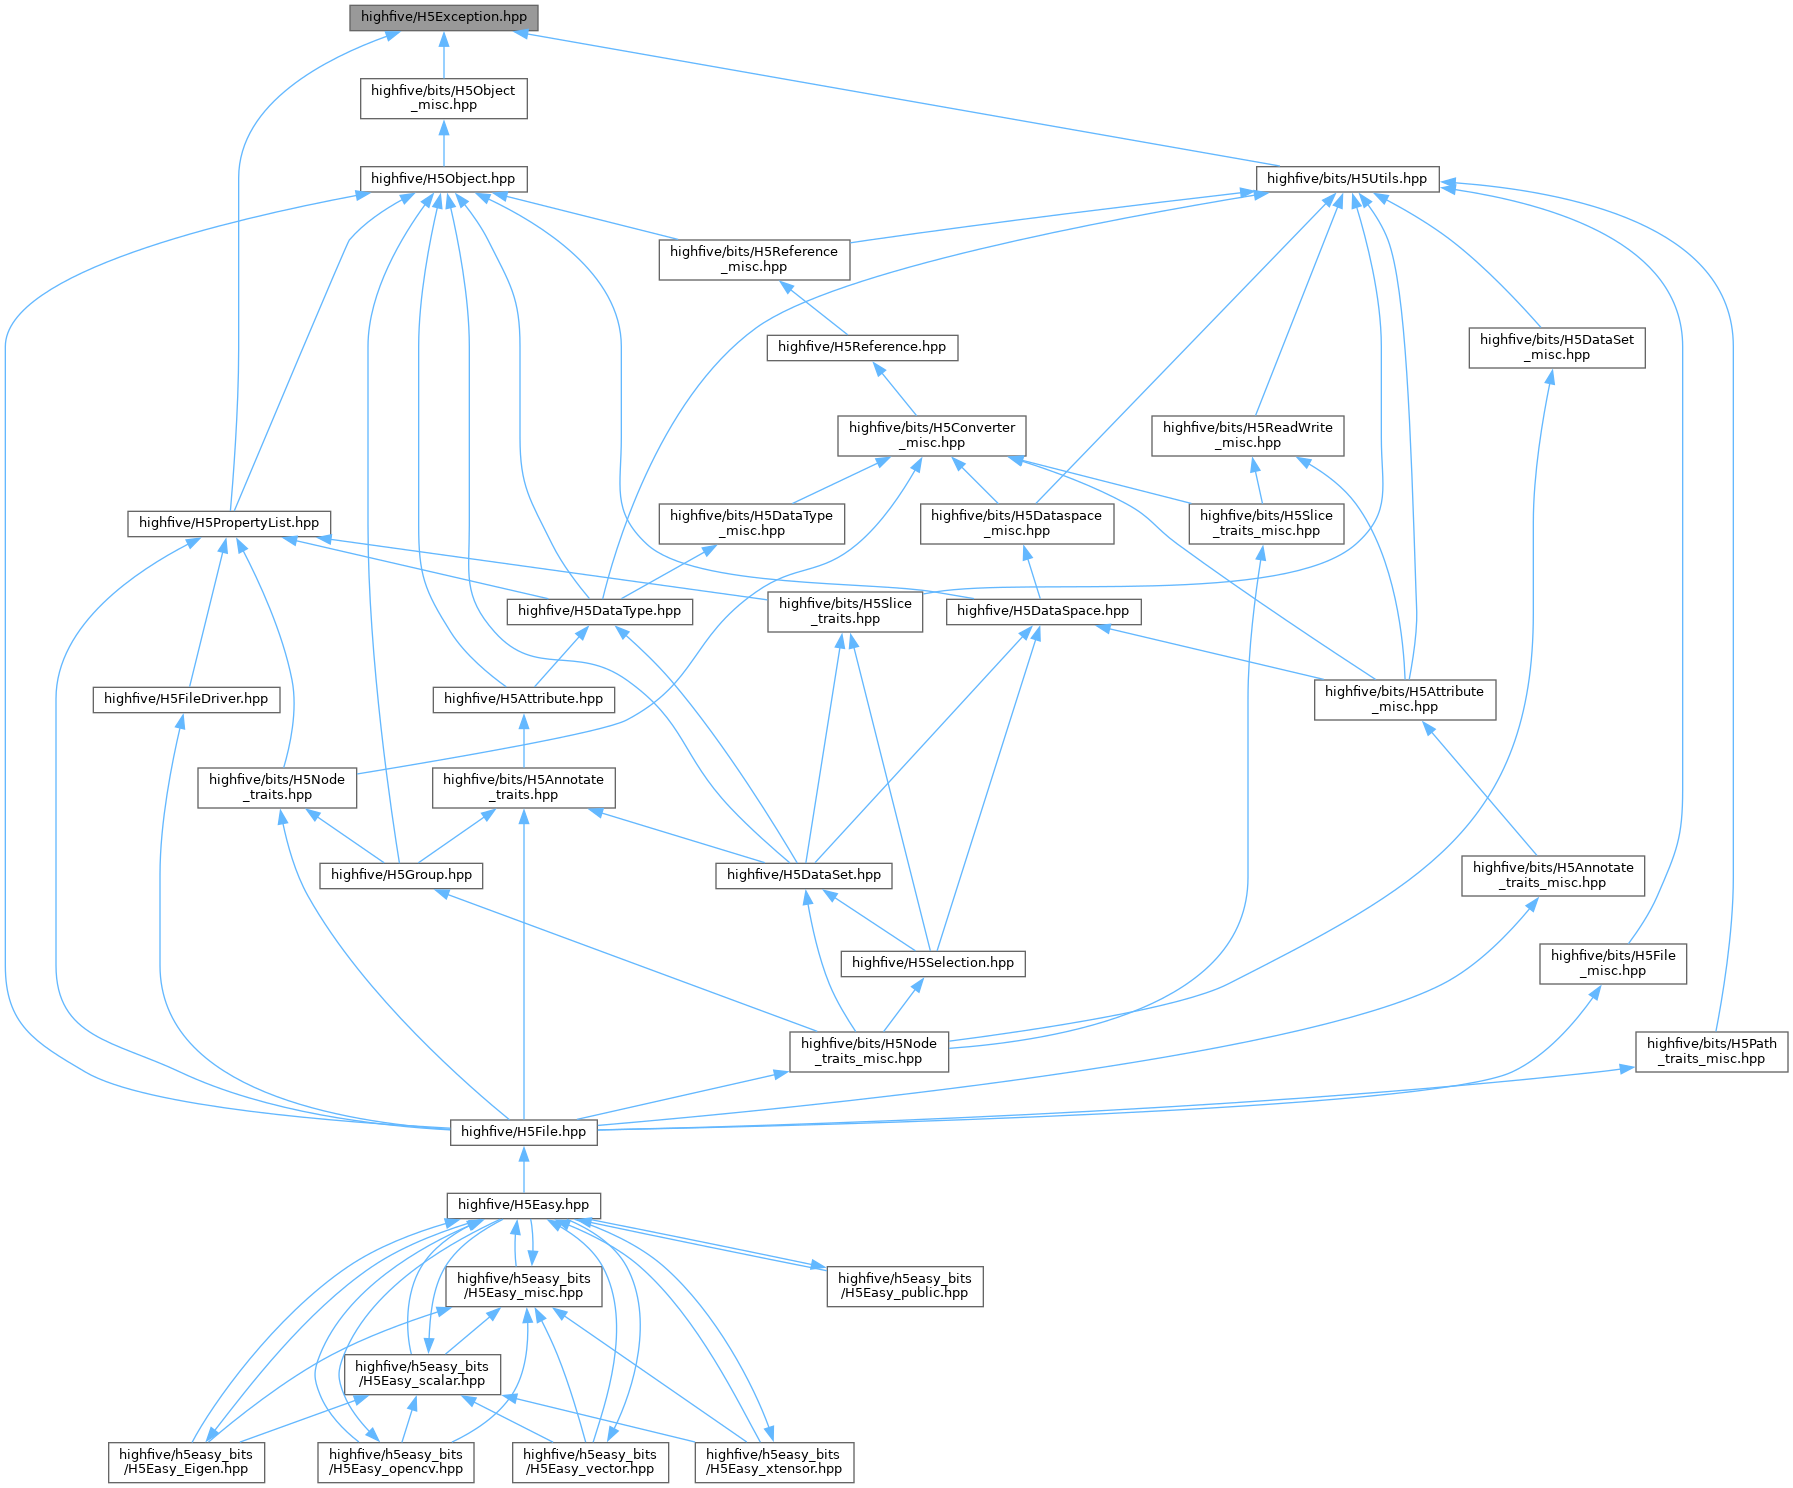 highfive/H5Exception.hpp
highfive/bits/H5Object
_misc.hpp
highfive/H5Object.hpp
highfive/bits/H5Utils.hpp
highfive/bits/H5Reference
_misc.hpp
highfive/H5Reference.hpp
highfive/bits/H5DataSet
_misc.hpp
highfive/bits/H5Converter
_misc.hpp
highfive/bits/H5ReadWrite
_misc.hpp
highfive/H5PropertyList.hpp
highfive/bits/H5DataType
_misc.hpp
highfive/bits/H5Dataspace
_misc.hpp
highfive/bits/H5Slice
_traits_misc.hpp
highfive/H5DataType.hpp
highfive/bits/H5Slice
_traits.hpp
highfive/H5DataSpace.hpp
highfive/H5FileDriver.hpp
highfive/H5Attribute.hpp
highfive/bits/H5Attribute
_misc.hpp
highfive/bits/H5Node
_traits.hpp
highfive/bits/H5Annotate
_traits.hpp
highfive/H5Group.hpp
highfive/H5DataSet.hpp
highfive/bits/H5Annotate
_traits_misc.hpp
highfive/H5Selection.hpp
highfive/bits/H5File
_misc.hpp
highfive/bits/H5Node
_traits_misc.hpp
highfive/bits/H5Path
_traits_misc.hpp
highfive/H5File.hpp
highfive/H5Easy.hpp
highfive/h5easy_bits
/H5Easy_misc.hpp
highfive/h5easy_bits
/H5Easy_public.hpp
highfive/h5easy_bits
/H5Easy_scalar.hpp
highfive/h5easy_bits
/H5Easy_Eigen.hpp
highfive/h5easy_bits
/H5Easy_opencv.hpp
highfive/h5easy_bits
/H5Easy_vector.hpp
highfive/h5easy_bits
/H5Easy_xtensor.hpp